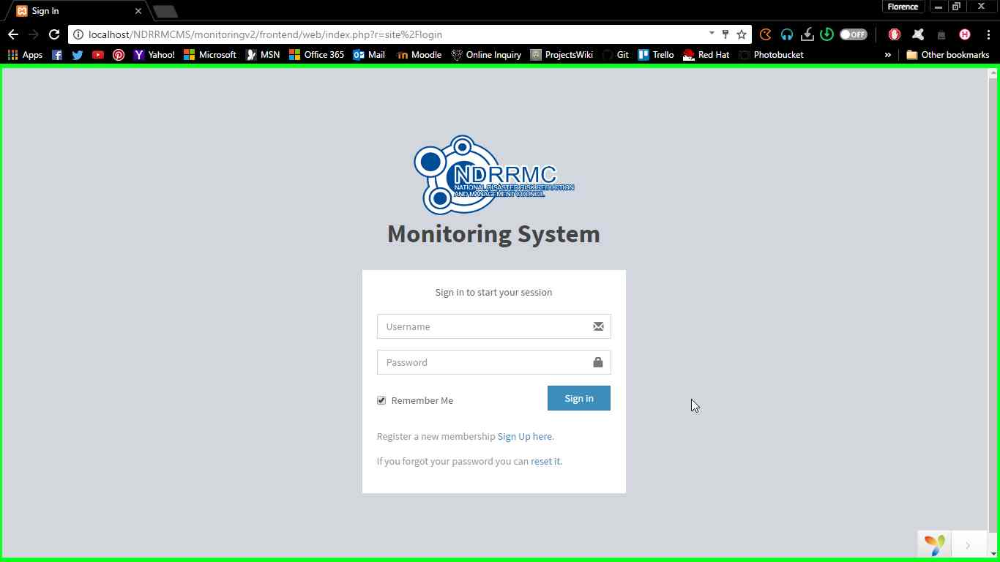 Sign In
Florence
localhost/NDRRMCMS/monitoringv2/frontend/web/index.php?r=site%2Flogin
OFF
Apps Yahoo! Microsoft MSN Office 365 Mail Moodle Online Inquiry ProjectsWiki Git Trello Red Hat Photobucket » Other bookmarks
NDRRMC
NATIONAL DISASTER RISK REDUCTION
AND MANAGEMENT COUNCIL
Monitoring System
Sign in to start your session
Username
Password
Remember Me
Sign in
Register a new membership Sign Up here.
If you forgot your password you can reset it.